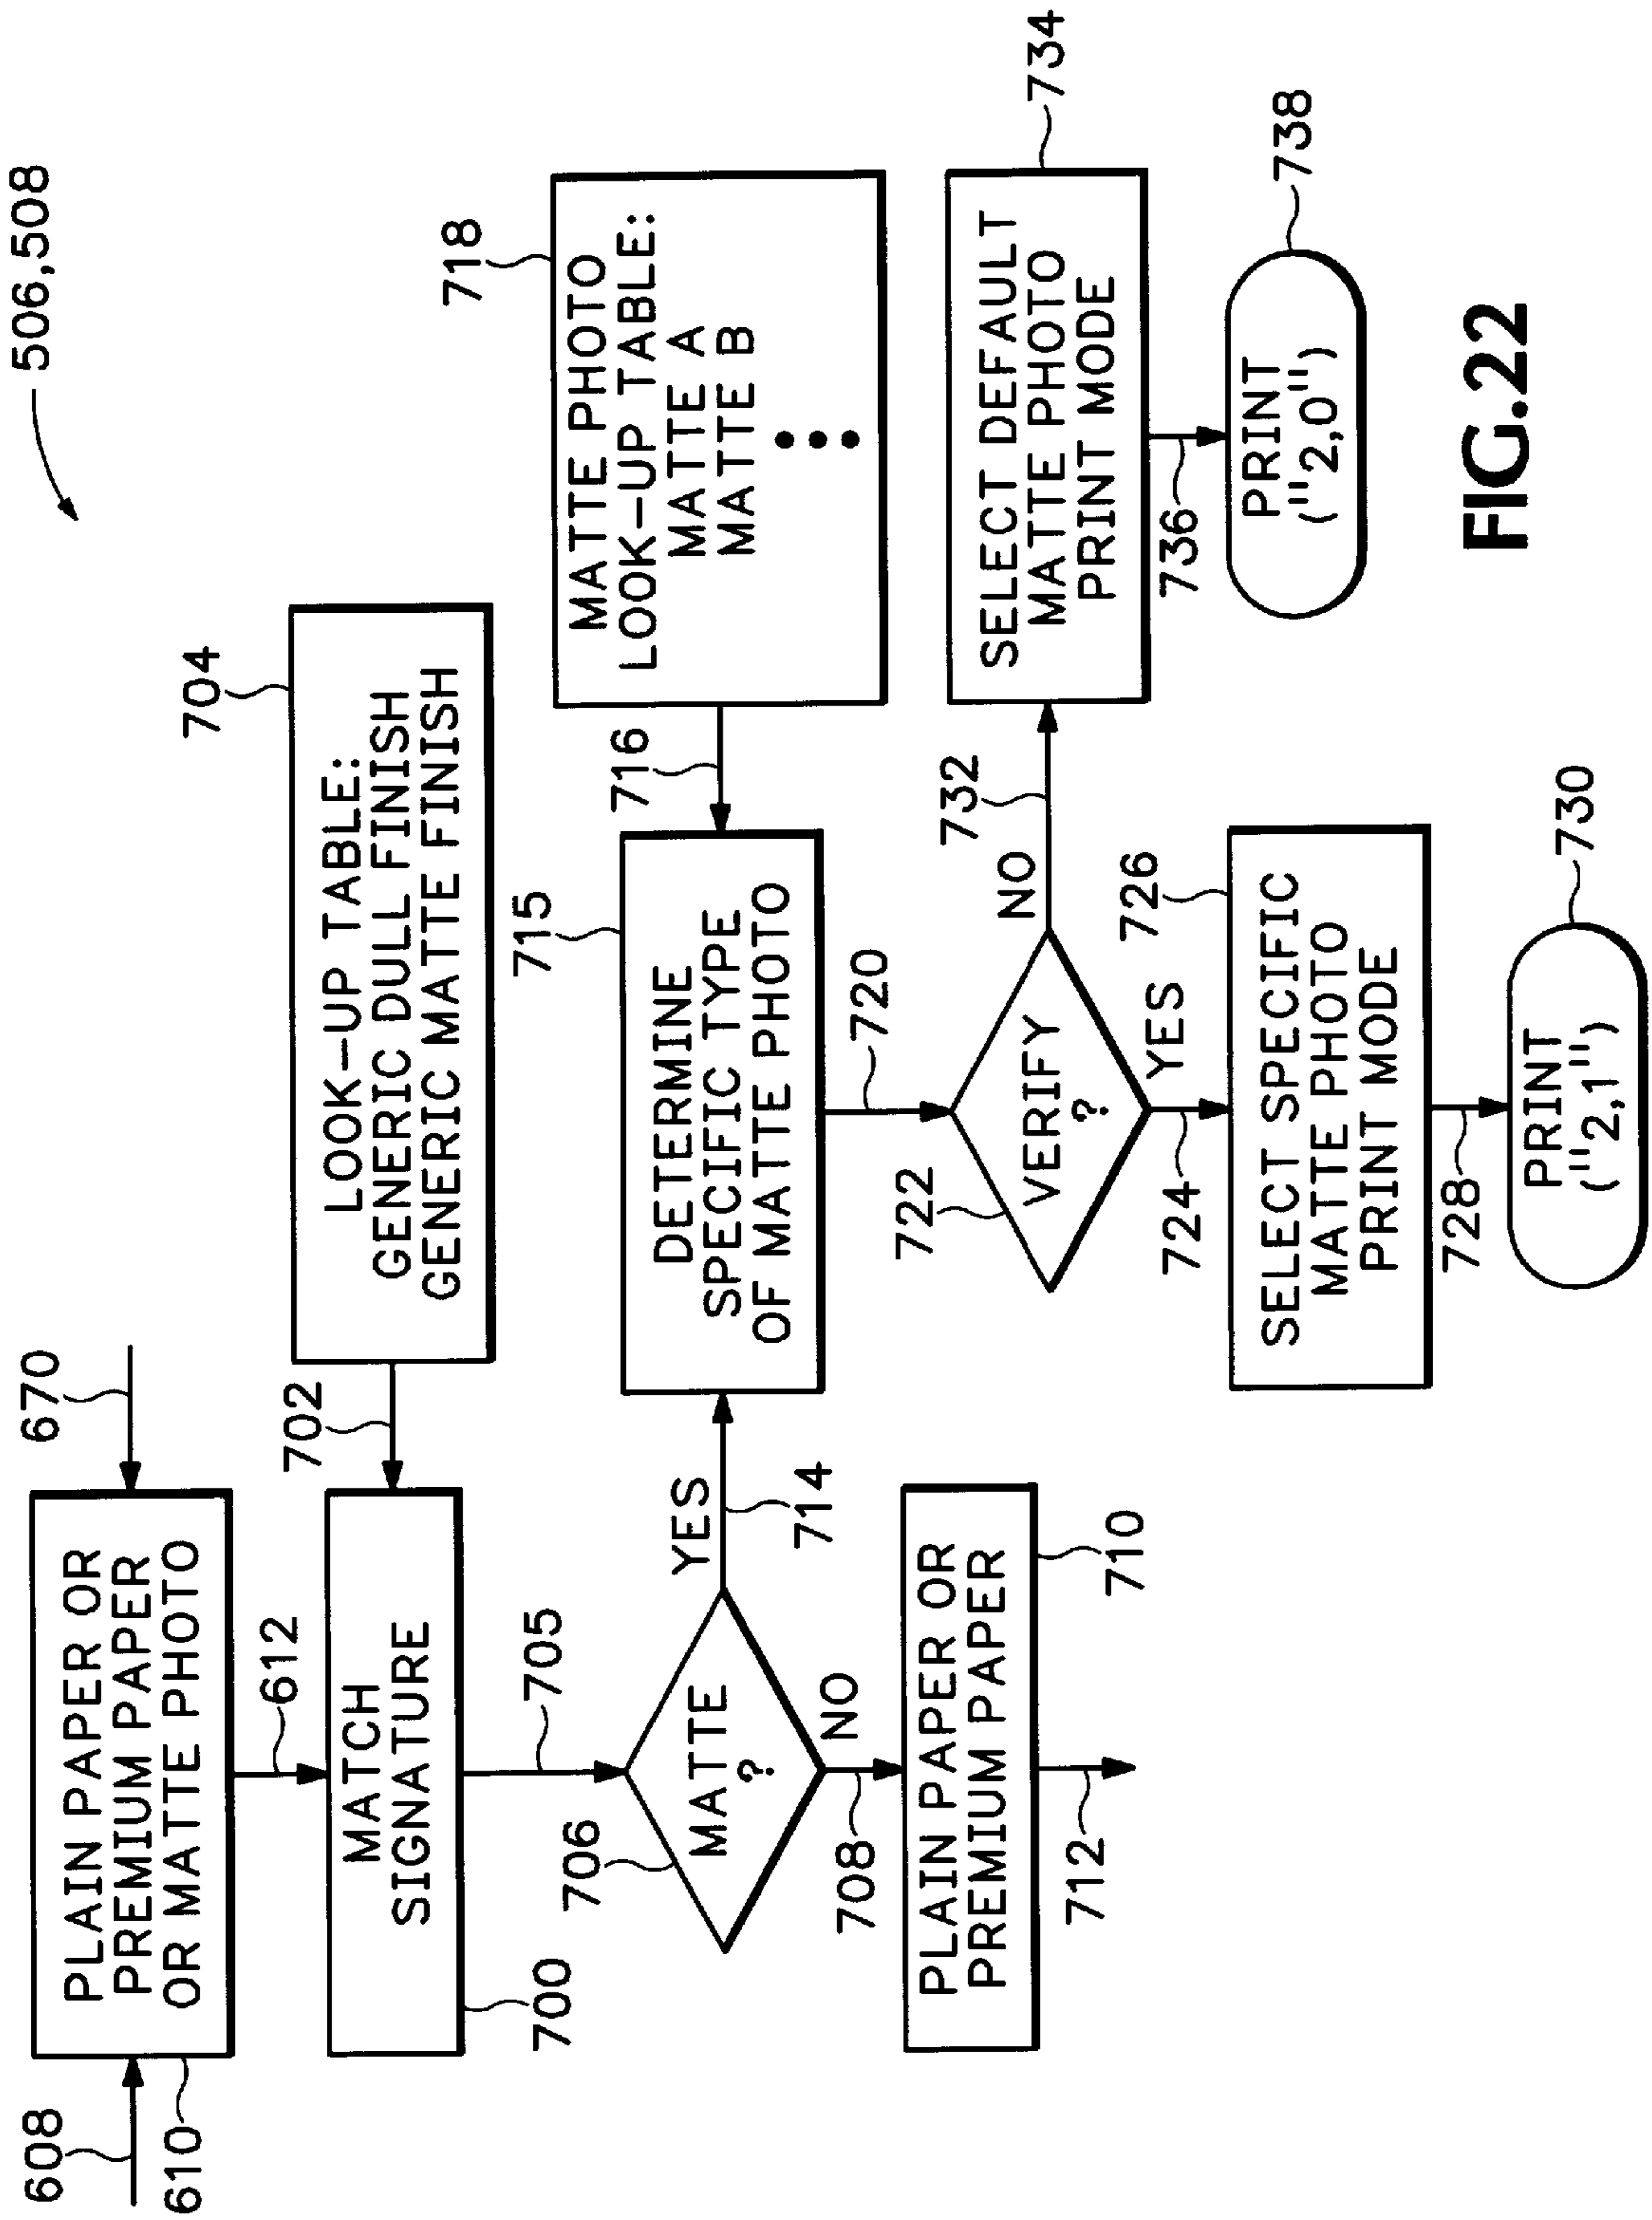 506,508
608
610
670
PLAIN PAPER OR
PREMIUM PAPER
OR MATTE PHOTO
612
700
MATCH
SIGNATURE
702
704
LOOK-UP TABLE:
GENERIC DULL FINISH
GENERIC MATTE FINISH
705
706
MATTE
?
YES
714
NO
708
PLAIN PAPER OR
PREMIUM PAPER
710
712
715
DETERMINE
SPECIFIC TYPE
OF MATTE PHOTO
716
718
MATTE PHOTO
LOOK-UP TABLE:
MATTE A
MATTE B
720
722
VERIFY
?
NO
732
SELECT DEFAULT
MATTE PHOTO
PRINT MODE
734
736
PRINT
("2,0")
738
YES
724
726
SELECT SPECIFIC
MATTE PHOTO
PRINT MODE
728
PRINT
("2,1")
730
FIG.22